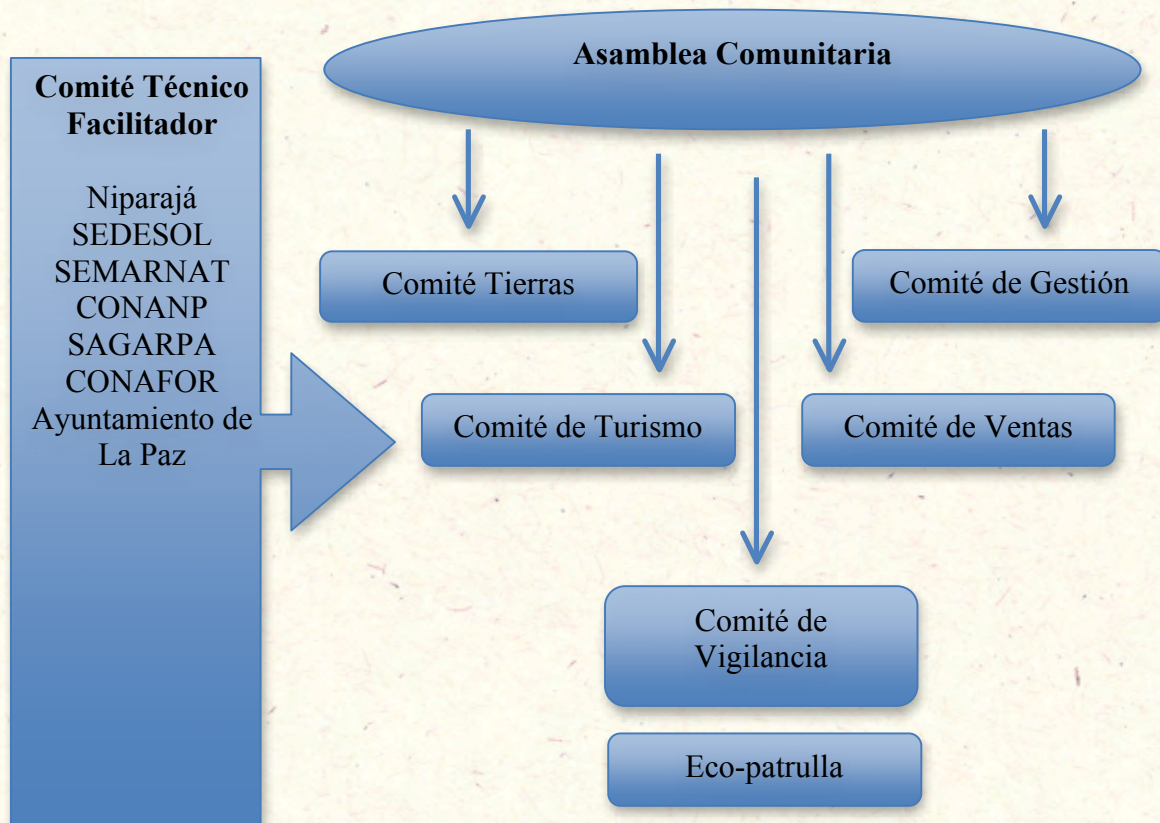 Asamblea Comunitaria
Comité Técnico
Facilitador
Niparajá
SEDESOL
SEMARNAT
CONANP
SAGARPA
CONAFOR
Ayuntamiento de
La Paz
Comité Tierras
Comité de Gestión
Comité de Turismo
Comité de Ventas
Comité de
Vigilancia
Eco-patrulla